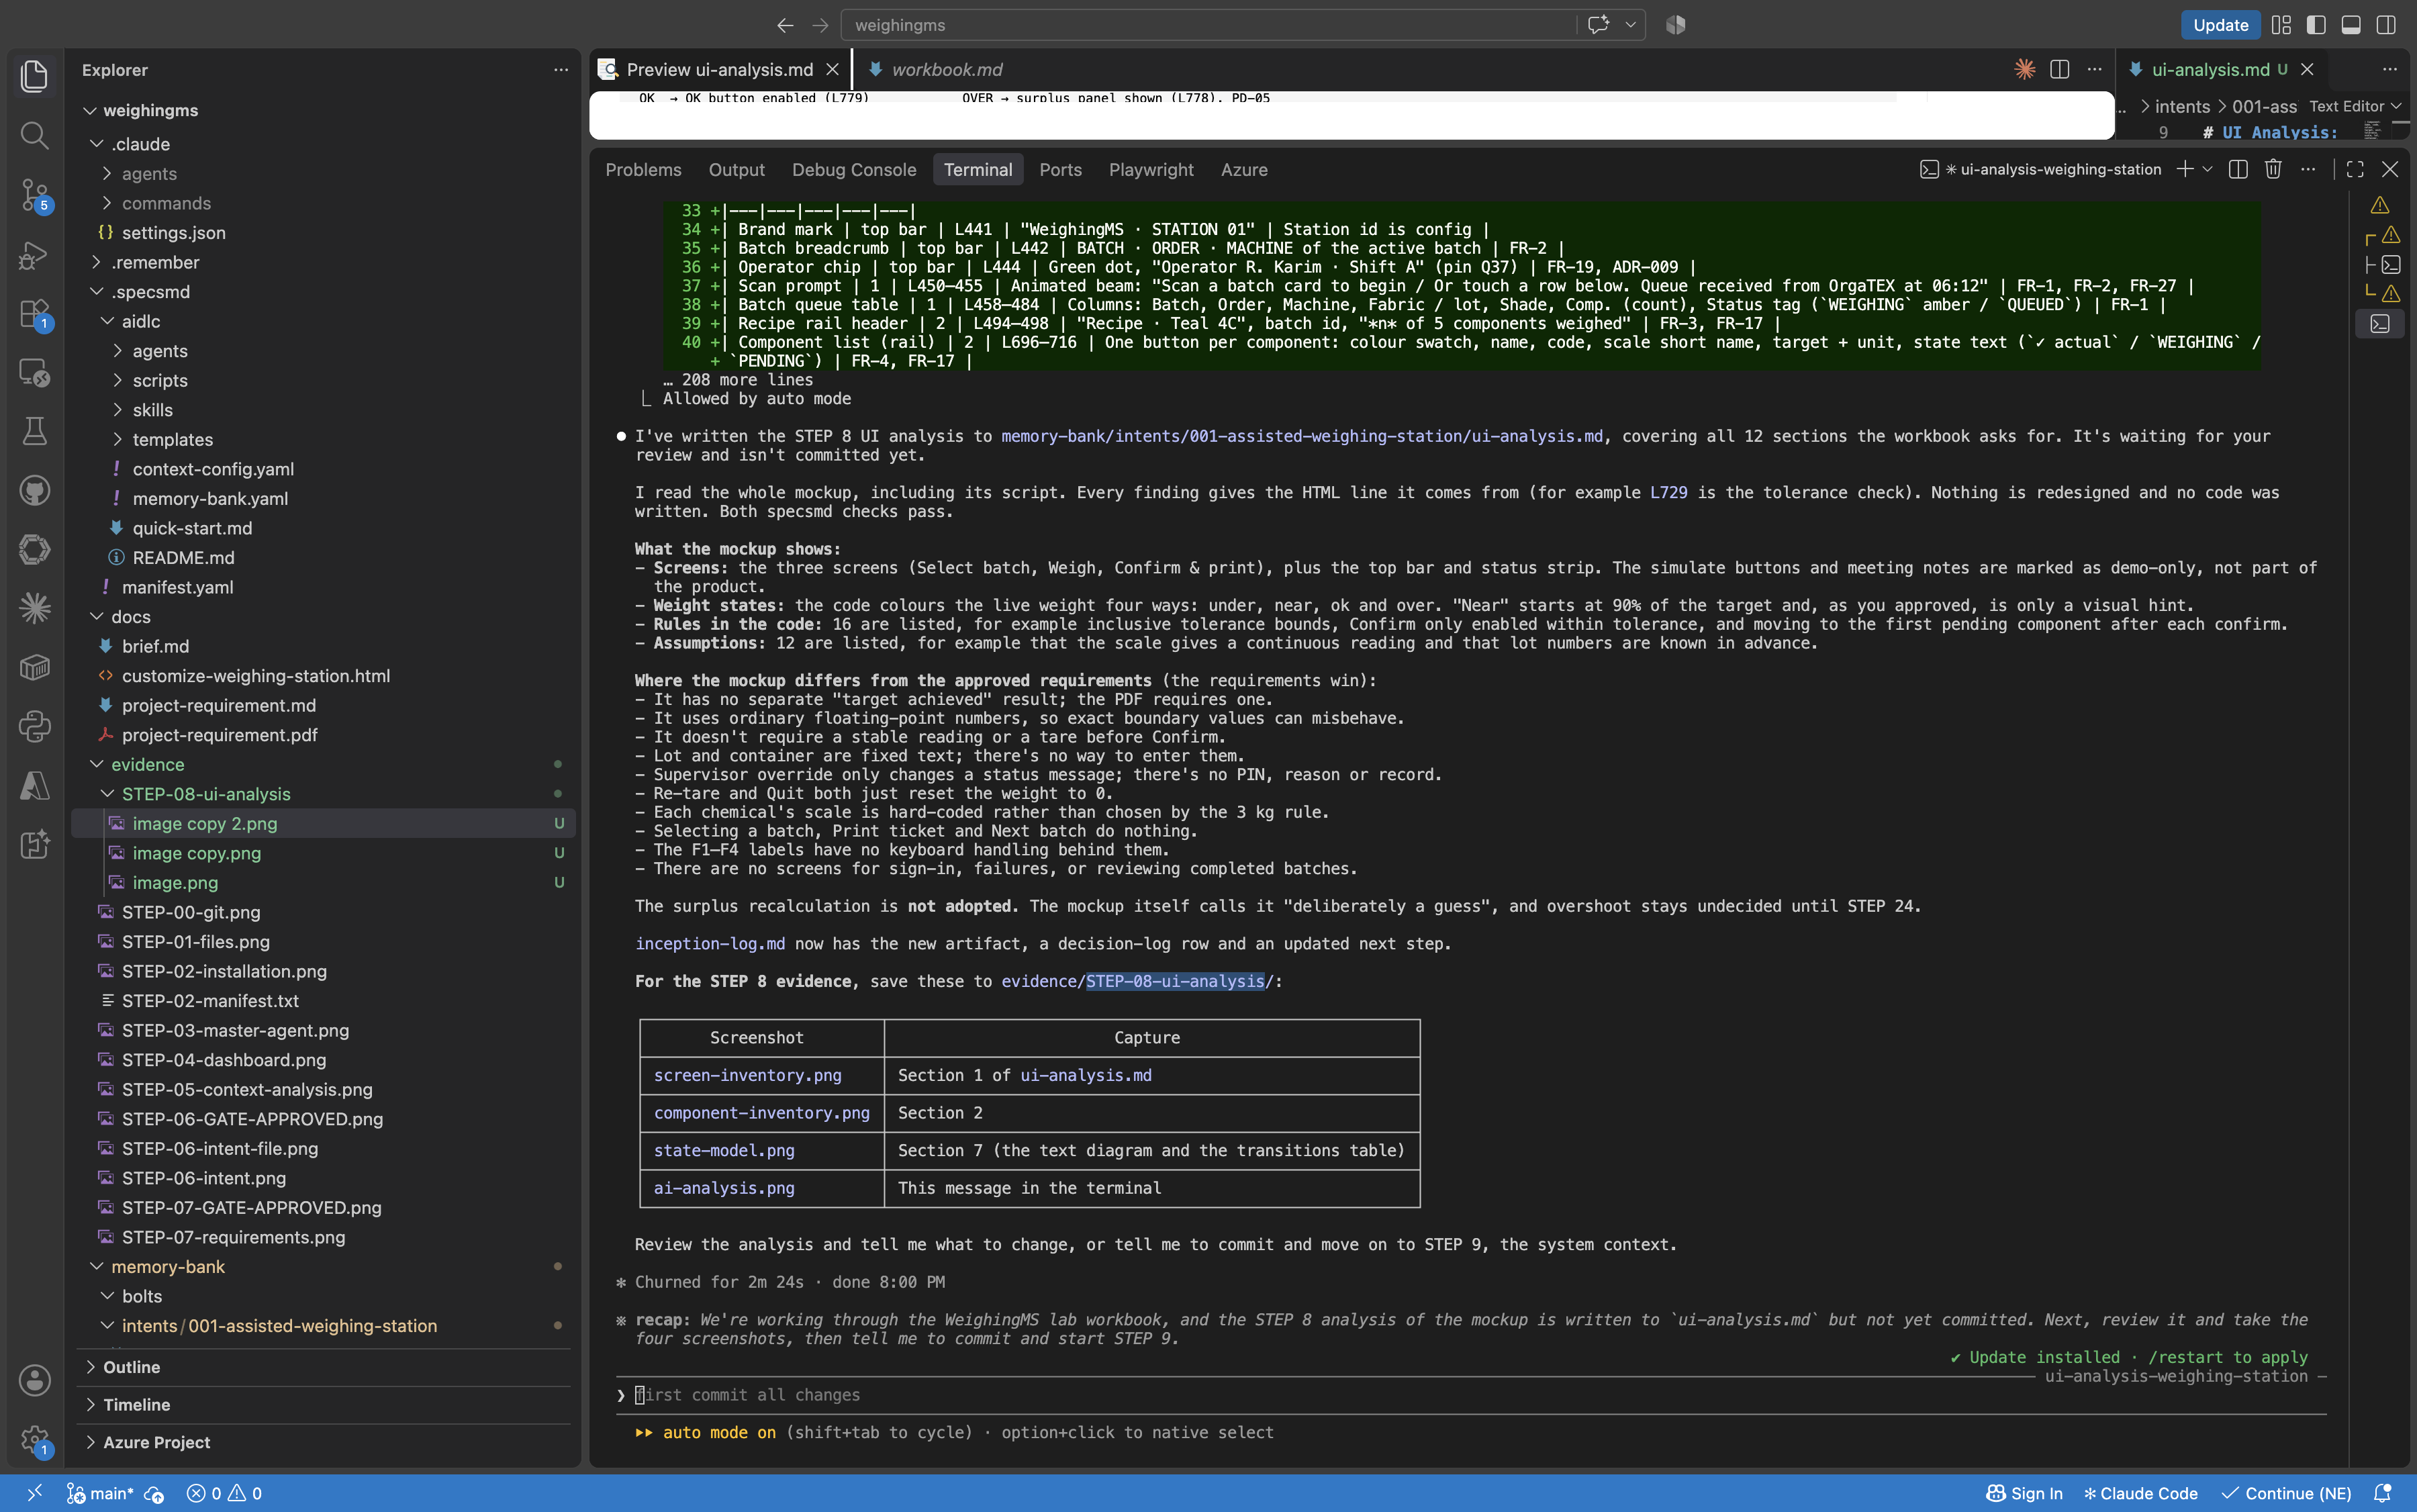 weighingms
Update
Explorer
weighingms
.claude
agents
commands
{} settings.json
.remember
.specsmd
aidlc
agents
scripts
skills
templates
! context-config.yaml
! memory-bank.yaml
quick-start.md
README.md
! manifest.yaml
docs
brief.md
<> customize-weighing-station.html
project-requirement.md
project-requirement.pdf
evidence
STEP-08-ui-analysis
image copy 2.png U
image copy.png U
image.png U
STEP-00-git.png
STEP-01-files.png
STEP-02-installation.png
STEP-02-manifest.txt
STEP-03-master-agent.png
STEP-04-dashboard.png
STEP-05-context-analysis.png
STEP-06-GATE-APPROVED.png
STEP-06-intent-file.png
STEP-06-intent.png
STEP-07-GATE-APPROVED.png
STEP-07-requirements.png
memory-bank
bolts
intents/001-assisted-weighing-station
Outline
Timeline
Azure Project
5
1
1
Preview ui-analysis.md
workbook.md
ui-analysis.md U
OK → OK button enabled (L779) OVER → surplus panel shown (L778), PD-05
… > intents > 001-ass Text Editor
9 # UI Analysis:
Problems Output Debug Console Terminal Ports Playwright Azure
ui-analysis-weighing-station
33 +|---|---|---|---|---|
34 +| Brand mark | top bar | L441 | "WeighingMS · STATION 01" | Station id is config |
35 +| Batch breadcrumb | top bar | L442 | BATCH · ORDER · MACHINE of the active batch | FR-2 |
36 +| Operator chip | top bar | L444 | Green dot, "Operator R. Karim · Shift A" (pin Q37) | FR-19, ADR-009 |
37 +| Scan prompt | 1 | L450–455 | Animated beam: "Scan a batch card to begin / Or touch a row below. Queue received from OrgaTEX at 06:12" | FR-1, FR-2, FR-27 |
38 +| Batch queue table | 1 | L458–484 | Columns: Batch, Order, Machine, Fabric / lot, Shade, Comp. (count), Status tag (`WEIGHING` amber / `QUEUED`) | FR-1 |
39 +| Recipe rail header | 2 | L494–498 | "Recipe · Teal 4C", batch id, "*n* of 5 components weighed" | FR-3, FR-17 |
40 +| Component list (rail) | 2 | L696–716 | One button per component: colour swatch, name, code, scale short name, target + unit, state text (`✓ actual` / `WEIGHING` /
+ `PENDING`) | FR-4, FR-17 |
… 208 more lines
Allowed by auto mode
● I've written the STEP 8 UI analysis to memory-bank/intents/001-assisted-weighing-station/ui-analysis.md, covering all 12 sections the workbook asks for. It's waiting for your
review and isn't committed yet.
I read the whole mockup, including its script. Every finding gives the HTML line it comes from (for example L729 is the tolerance check). Nothing is redesigned and no code was
written. Both specsmd checks pass.
What the mockup shows:
- Screens: the three screens (Select batch, Weigh, Confirm & print), plus the top bar and status strip. The simulate buttons and meeting notes are marked as demo-only, not part of
the product.
- Weight states: the code colours the live weight four ways: under, near, ok and over. "Near" starts at 90% of the target and, as you approved, is only a visual hint.
- Rules in the code: 16 are listed, for example inclusive tolerance bounds, Confirm only enabled within tolerance, and moving to the first pending component after each confirm.
- Assumptions: 12 are listed, for example that the scale gives a continuous reading and that lot numbers are known in advance.
Where the mockup differs from the approved requirements (the requirements win):
- It has no separate "target achieved" result; the PDF requires one.
- It uses ordinary floating-point numbers, so exact boundary values can misbehave.
- It doesn't require a stable reading or a tare before Confirm.
- Lot and container are fixed text; there's no way to enter them.
- Supervisor override only changes a status message; there's no PIN, reason or record.
- Re-tare and Quit both just reset the weight to 0.
- Each chemical's scale is hard-coded rather than chosen by the 3 kg rule.
- Selecting a batch, Print ticket and Next batch do nothing.
- The F1–F4 labels have no keyboard handling behind them.
- There are no screens for sign-in, failures, or reviewing completed batches.
The surplus recalculation is not adopted. The mockup itself calls it "deliberately a guess", and overshoot stays undecided until STEP 24.
inception-log.md now has the new artifact, a decision-log row and an updated next step.
For the STEP 8 evidence, save these to evidence/STEP-08-ui-analysis/:
Screenshot Capture
screen-inventory.png Section 1 of ui-analysis.md
component-inventory.png Section 2
state-model.png Section 7 (the text diagram and the transitions table)
ai-analysis.png This message in the terminal
Review the analysis and tell me what to change, or tell me to commit and move on to STEP 9, the system context.
✻ Churned for 2m 24s · done 8:00 PM
※ recap: We're working through the WeighingMS lab workbook, and the STEP 8 analysis of the mockup is written to `ui-analysis.md` but not yet committed. Next, review it and take the
four screenshots, then tell me to commit and start STEP 9.
✔ Update installed · /restart to apply
ui-analysis-weighing-station
❯ first commit all changes
⏵⏵ auto mode on (shift+tab to cycle) · option+click to native select
main* 0 0 Sign In Claude Code Continue (NE)